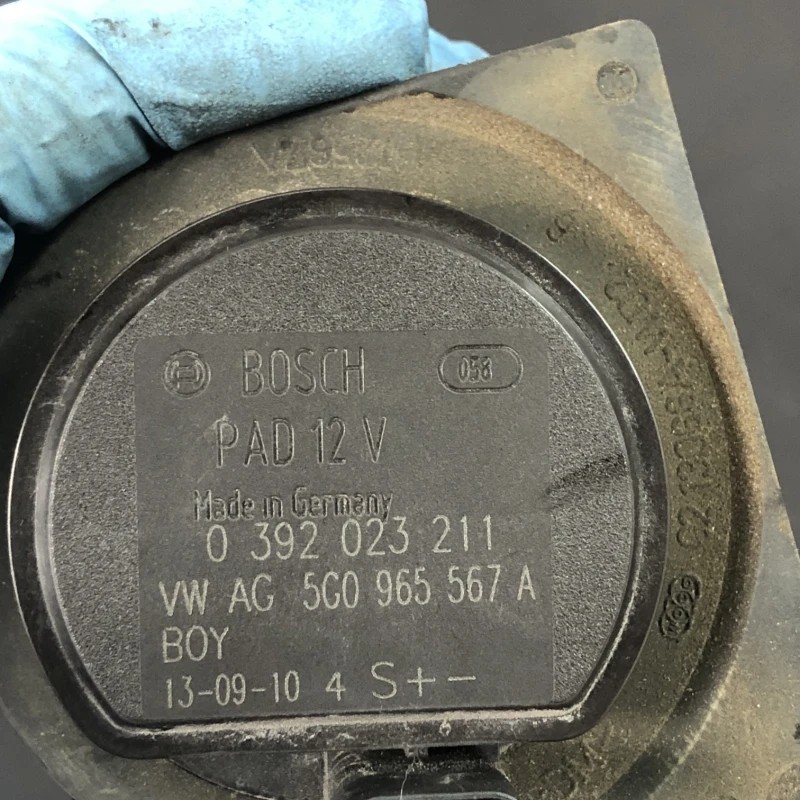 BOSCH 058
PAD 12 V
Made in Germany
0 392 023 211
VW AG 5G0 965 567 A
BOY
13-09-10 4 S+-